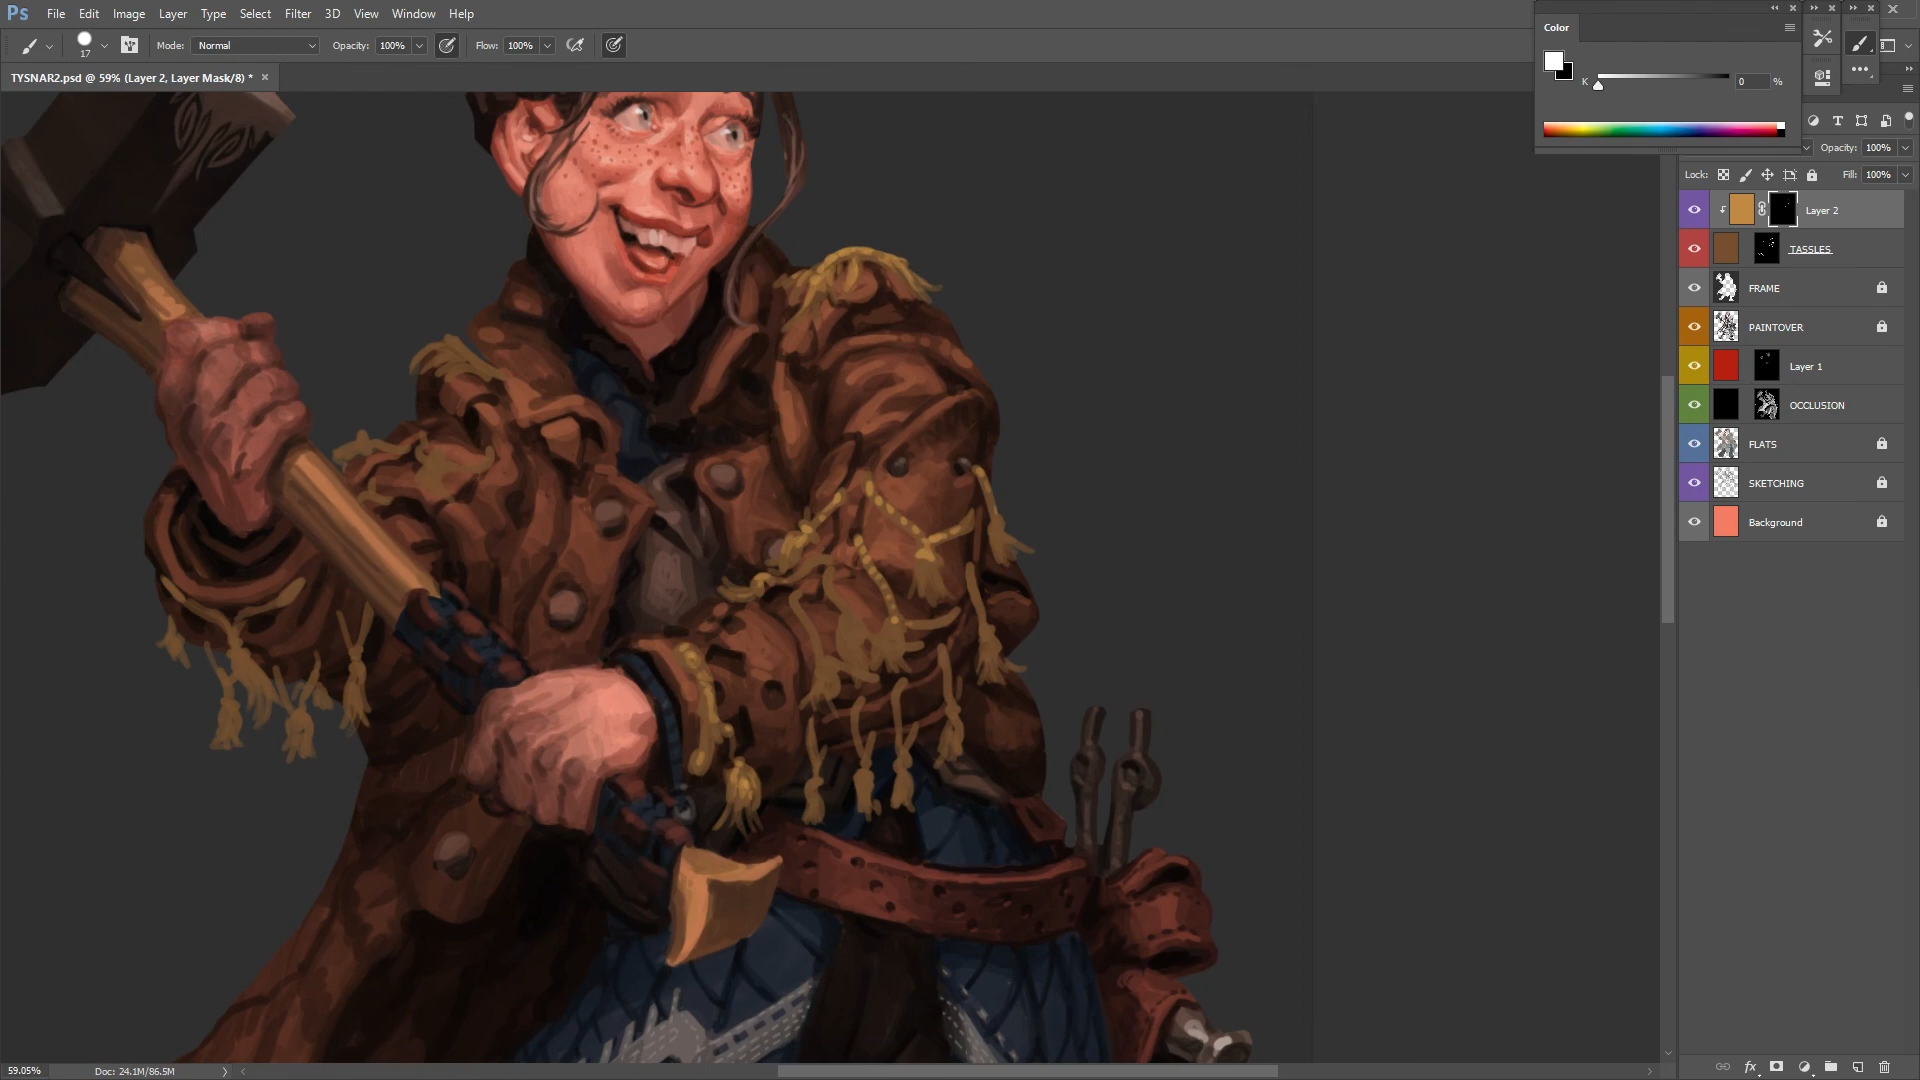 Ps File Edit Image Layer Type Select Filter 3D View Window Help
17 Mode: Normal Opacity: 100% Flow: 100%
TYSNAR2.psd @ 59% (Layer 2, Layer Mask/8) * ×
Color
K 0 %
Opacity: 100%
Lock: Fill: 100%
Layer 2
TASSLES
FRAME
PAINTOVER
Layer 1
OCCLUSION
FLATS
SKETCHING
Background
59.05% Doc: 24.1M/86.5M
fx